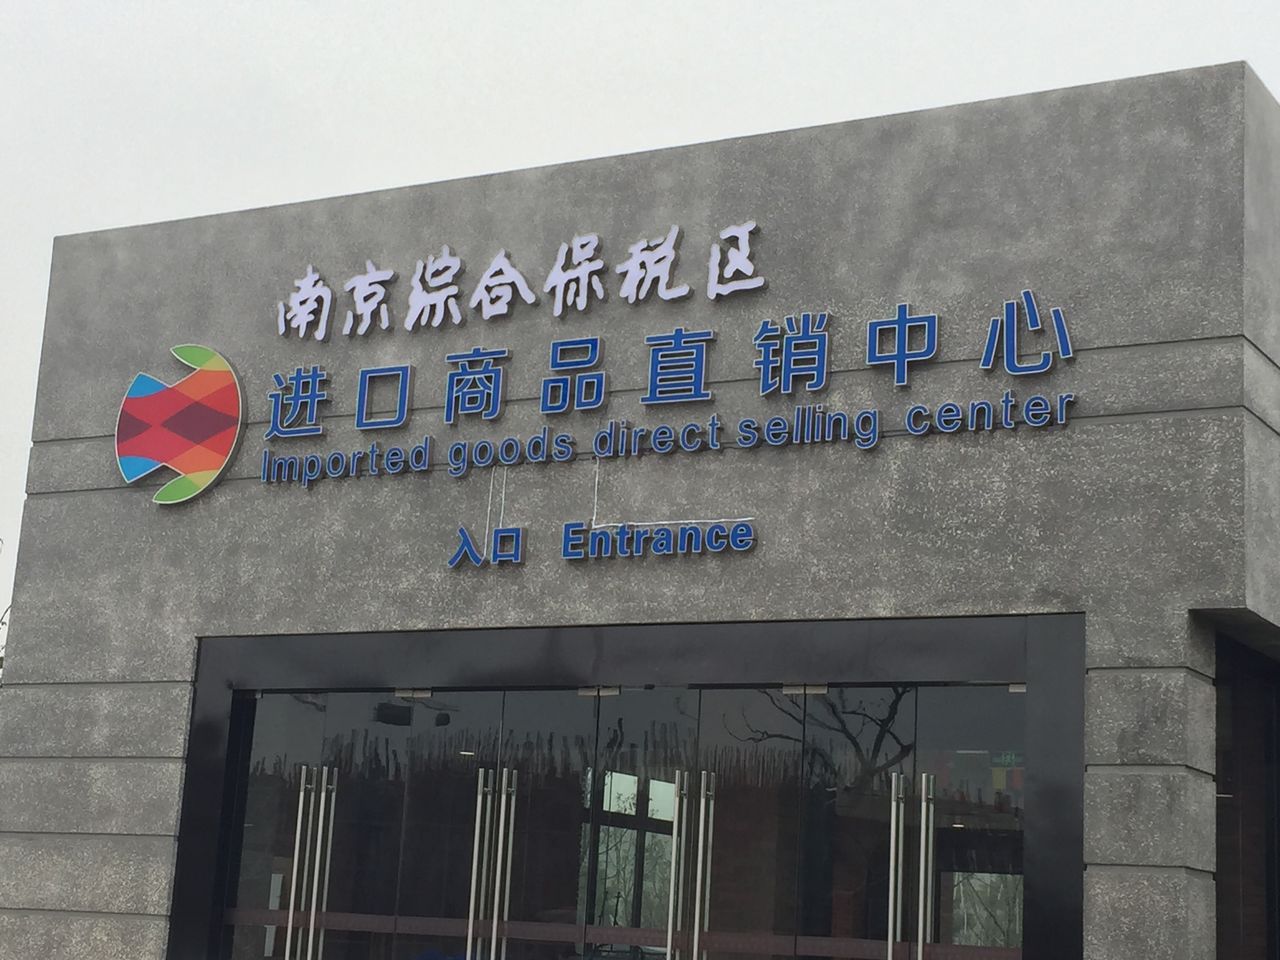 南京综合保税区
进口商品直销中心
Imported goods direct selling center
入口 Entrance